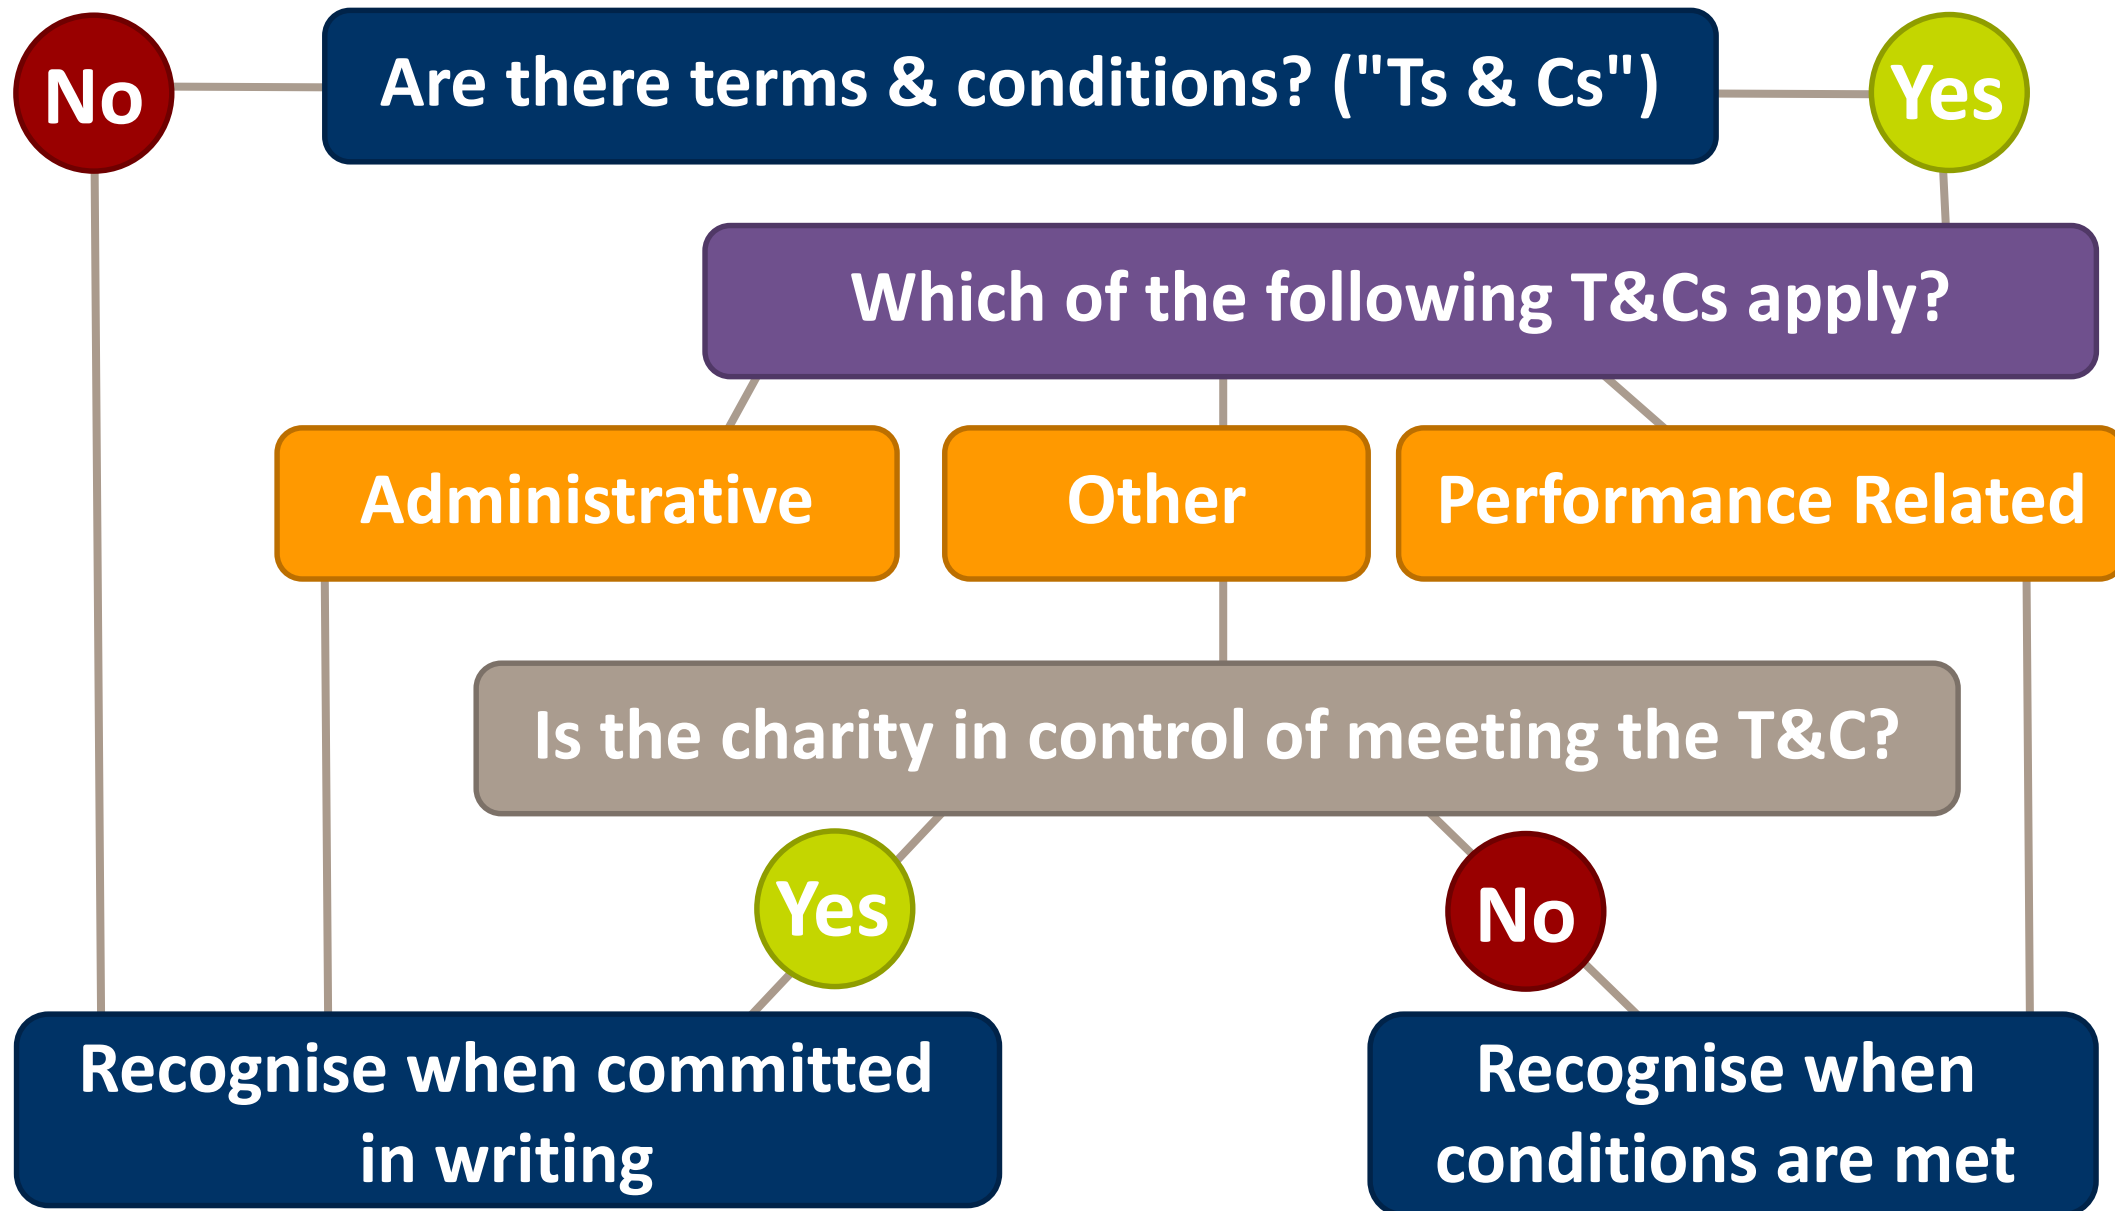 No
Are there terms & conditions? ("Ts & Cs")
Yes
Which of the following T&Cs apply?
Administrative
Other
Performance Related
Is the charity in control of meeting the T&C?
Yes
No
Recognise when committed
in writing
Recognise when
conditions are met